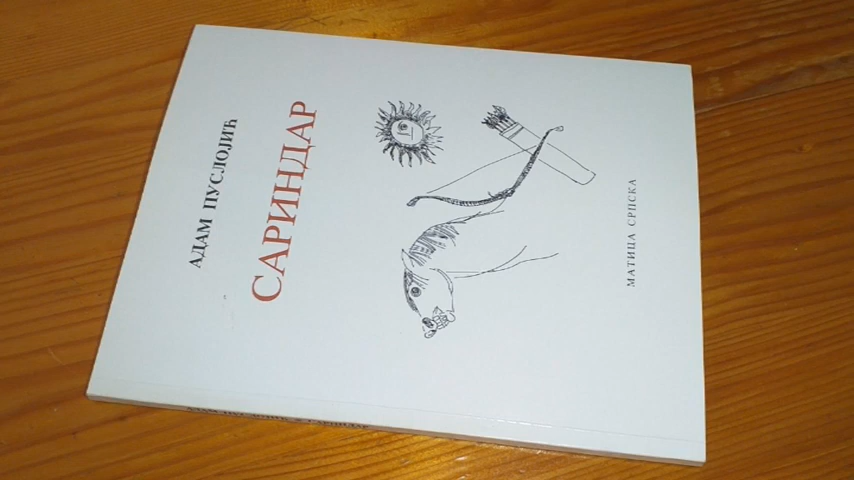 АДАМ ПУСЛОЈИЋ
САРИНДАР
МАТИЦА СРПСКА